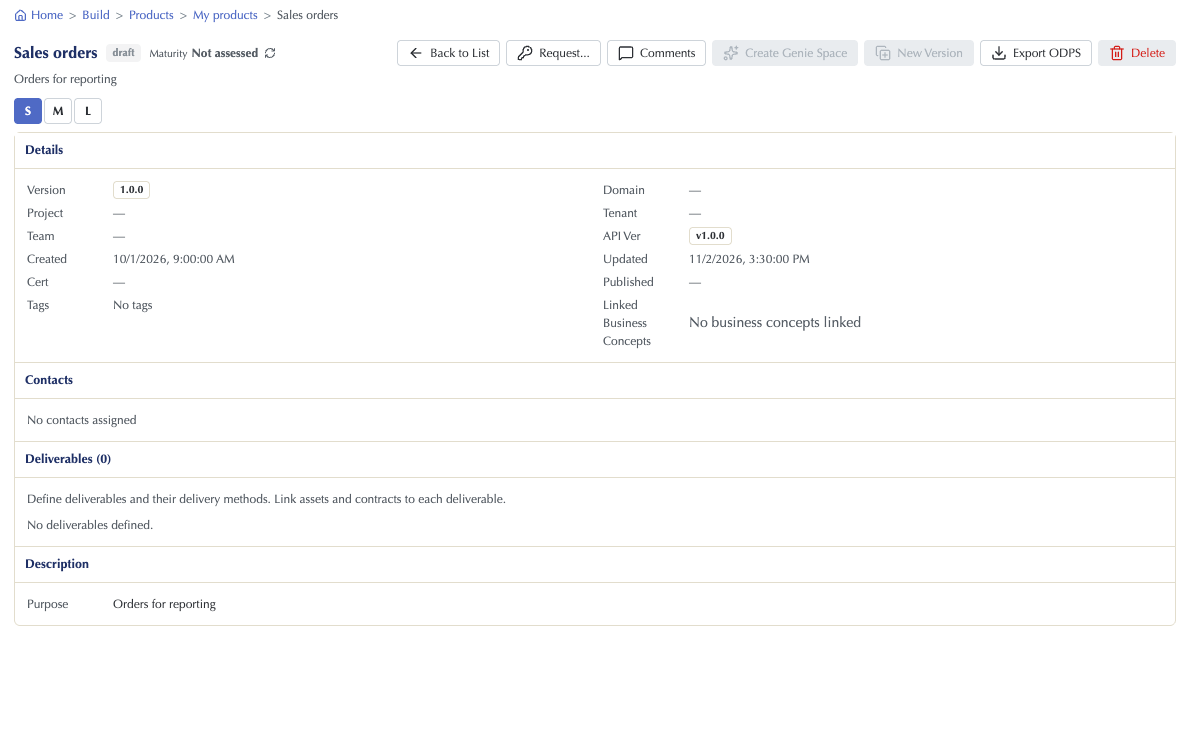 Home > Build > Products > My products > Sales orders
Sales orders draft Maturity Not assessed Back to List Request... Comments Create Genie Space New Version Export ODPS Delete
Orders for reporting
S M L
Details
Version 1.0.0 Domain —
Project — Tenant —
Team — API Ver v1.0.0
Created 10/1/2026, 9:00:00 AM Updated 11/2/2026, 3:30:00 PM
Cert — Published —
Tags No tags Linked
Business No business concepts linked
Concepts
Contacts
No contacts assigned
Deliverables (0)
Define deliverables and their delivery methods. Link assets and contracts to each deliverable.
No deliverables defined.
Description
Purpose Orders for reporting